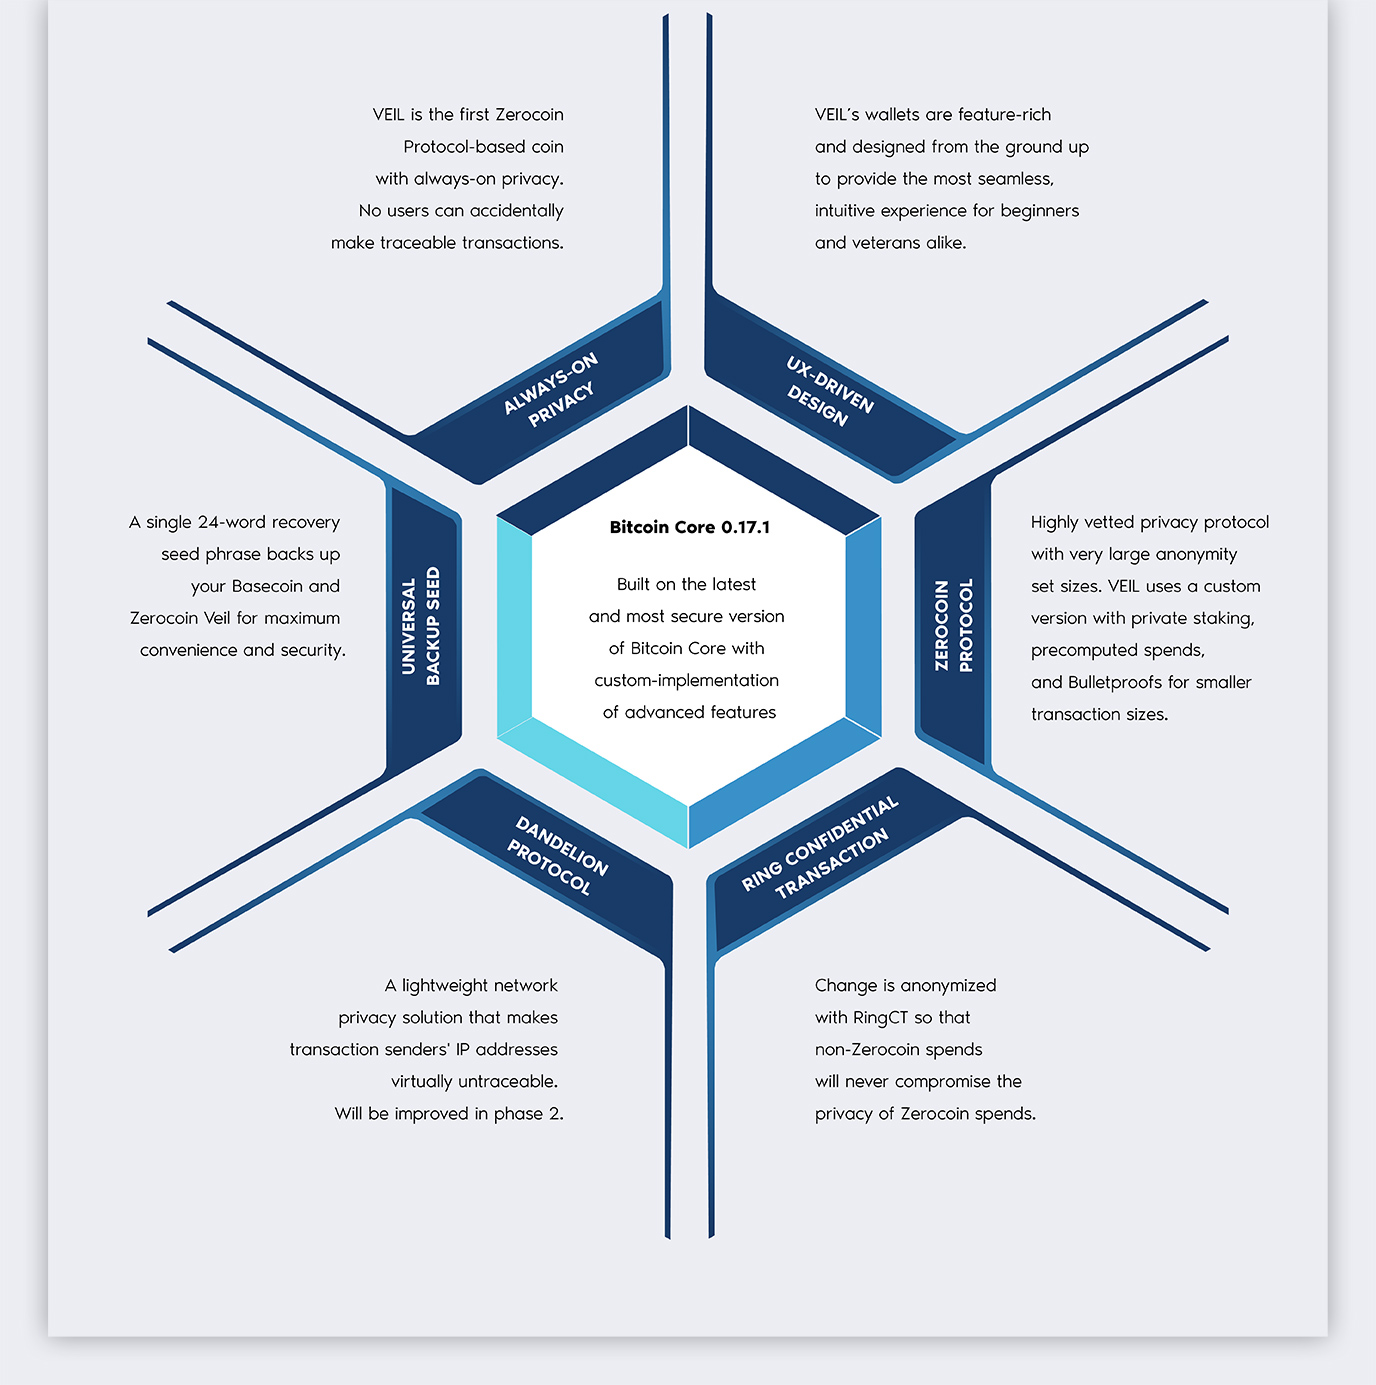 VEIL is the first Zerocoin
Protocol-based coin
with always-on privacy.
No users can accidentally
make traceable transactions.
VEIL's wallets are feature-rich
and designed from the ground up
to provide the most seamless,
intuitive experience for beginners
and veterans alike.
ALWAYS-ON
PRIVACY
UX-DRIVEN
DESIGN
A single 24-word recovery
seed phrase backs up
your Basecoin and
Zerocoin Veil for maximum
convenience and security.
UNIVERSAL
BACKUP SEED
Bitcoin Core 0.17.1
Built on the latest
and most secure version
of Bitcoin Core with
custom-implementation
of advanced features
ZEROCOIN
PROTOCOL
Highly vetted privacy protocol
with very large anonymity
set sizes. VEIL uses a custom
version with private staking,
precomputed spends,
and Bulletproofs for smaller
transaction sizes.
DANDELION
PROTOCOL
RING CONFIDENTIAL
TRANSACTION
A lightweight network
privacy solution that makes
transaction senders' IP addresses
virtually untraceable.
Will be improved in phase 2.
Change is anonymized
with RingCT so that
non-Zerocoin spends
will never compromise the
privacy of Zerocoin spends.